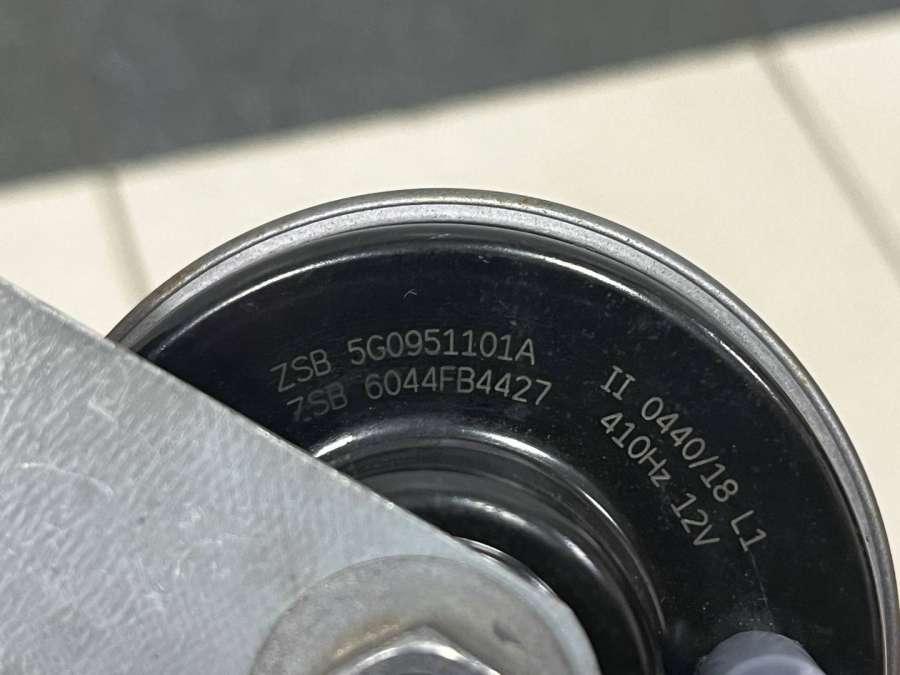 ZSB 5G0951101A
ZSB 6044FB4427
II 0440/18 L1
410Hz 12V